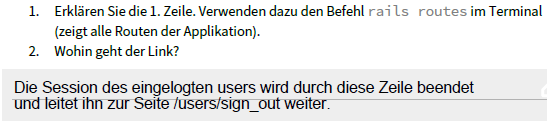 1. Erklären Sie die 1. Zeile. Verwenden dazu den Befehl rails routes im Terminal
(zeigt alle Routen der Applikation).
2. Wohin geht der Link?
Die Session des eingelogten users wird durch diese Zeile beendet
und leitet ihn zur Seite /users/sign_out weiter.